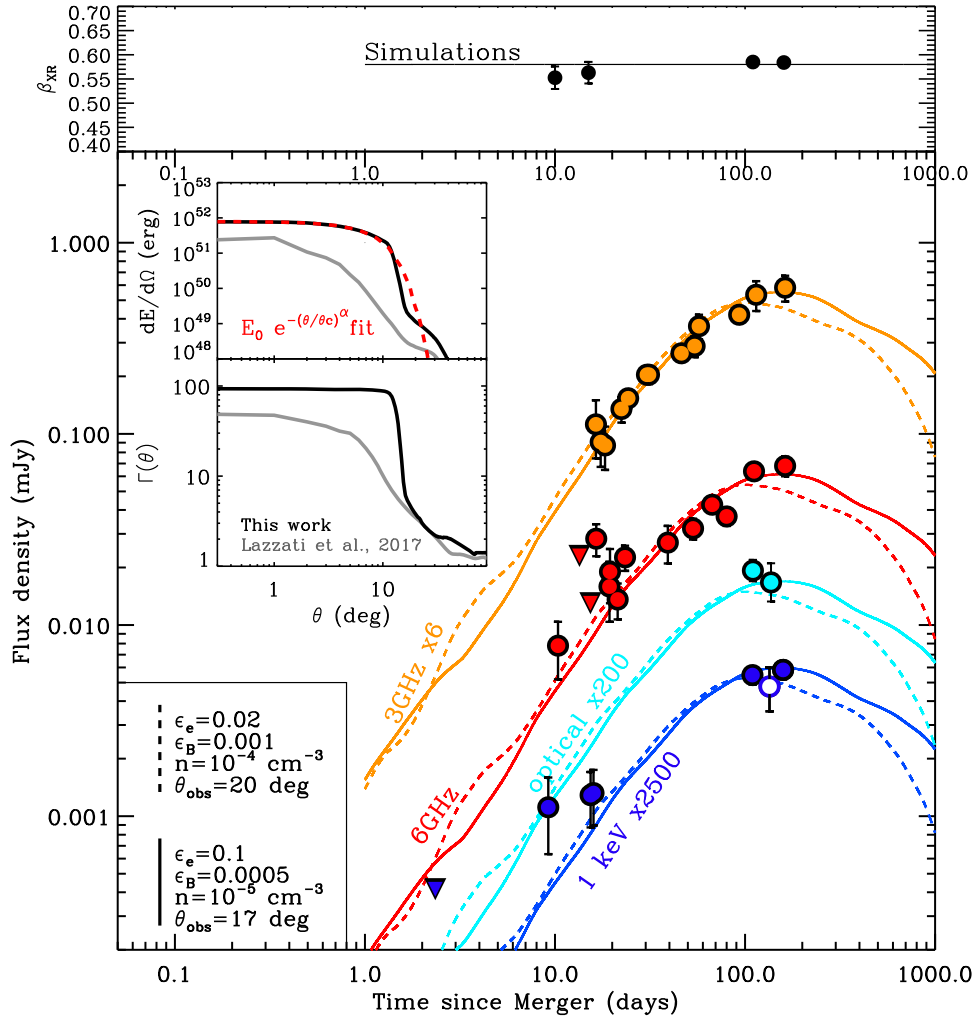 0.70
0.65
0.60
0.55
0.50
0.45
0.40
β_XR
Simulations
0.1 1.0 10.0 100.0 1000.0
1.000
0.100
0.010
0.001
Flux density (mJy)
10^53
10^52
10^51
10^50
10^49
10^48
dE/dΩ (erg)
E_0 e^-(θ/θc)^α fit
100
10
1
Γ(θ)
This work
Lazzati et al., 2017
1 10
θ (deg)
3GHz x6
6GHz
optical x200
1 keV x2500
ϵ_e=0.02
ϵ_B=0.001
n=10^-4 cm^-3
θ_obs=20 deg
ϵ_e=0.1
ϵ_B=0.0005
n=10^-5 cm^-3
θ_obs=17 deg
0.1 1.0 10.0 100.0 1000.0
Time since Merger (days)